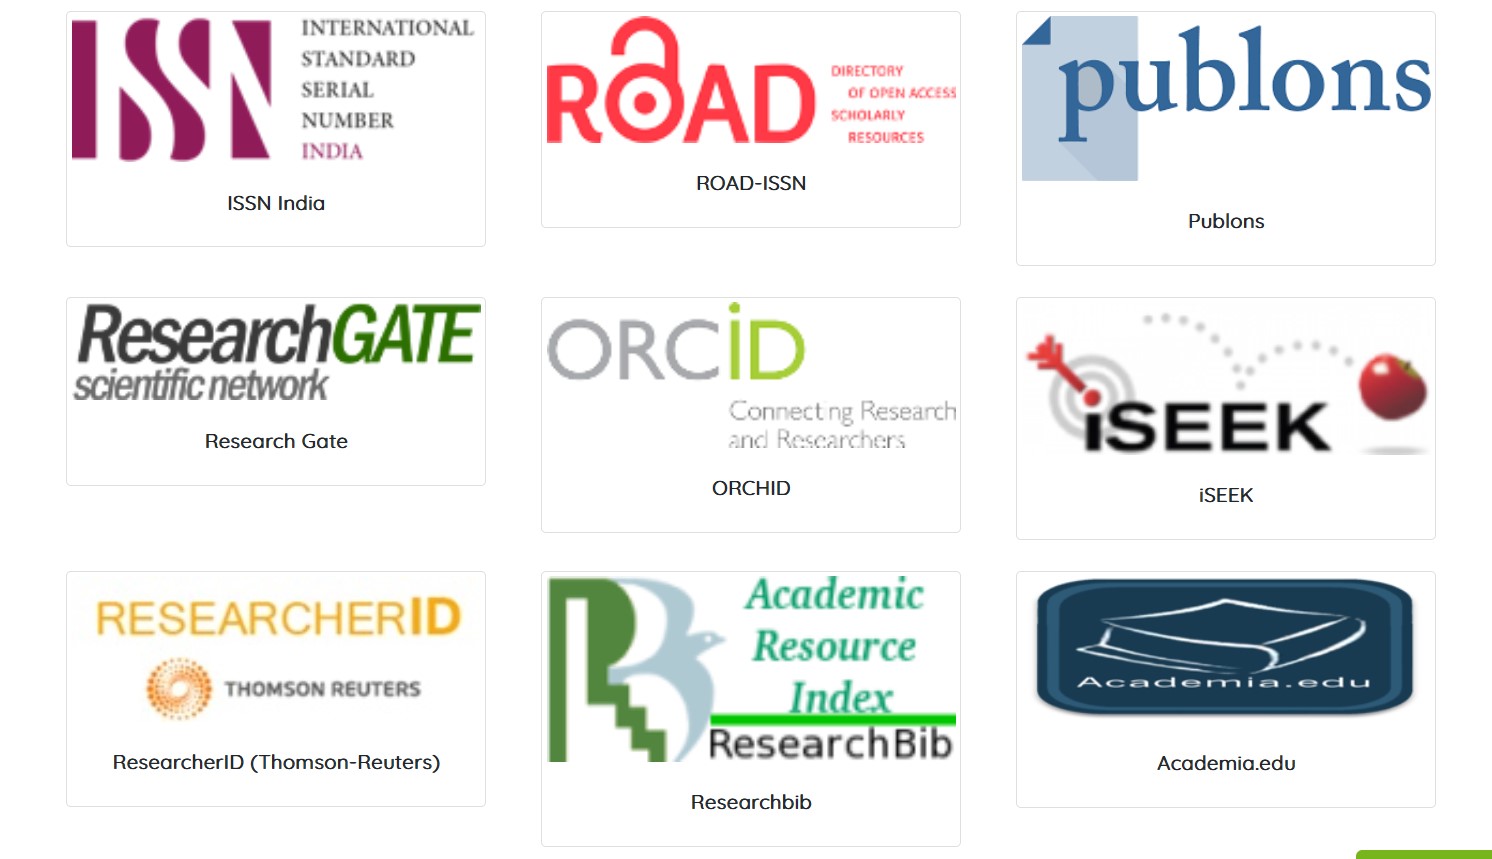 ISSN
INTERNATIONAL
STANDARD
SERIAL
NUMBER
INDIA
ISSN India
ROAD
DIRECTORY
OF OPEN ACCESS
SCHOLARLY
RESOURCES
ROAD-ISSN
publons
Publons
ResearchGATE
scientific network
Research Gate
ORCiD
Connecting Research
and Researchers
ORCHID
iSEEK
iSEEK
RESEARCHERID
THOMSON REUTERS
ResearcherID (Thomson-Reuters)
Academic
Resource
Index
ResearchBib
Researchbib
Academia.edu
Academia.edu